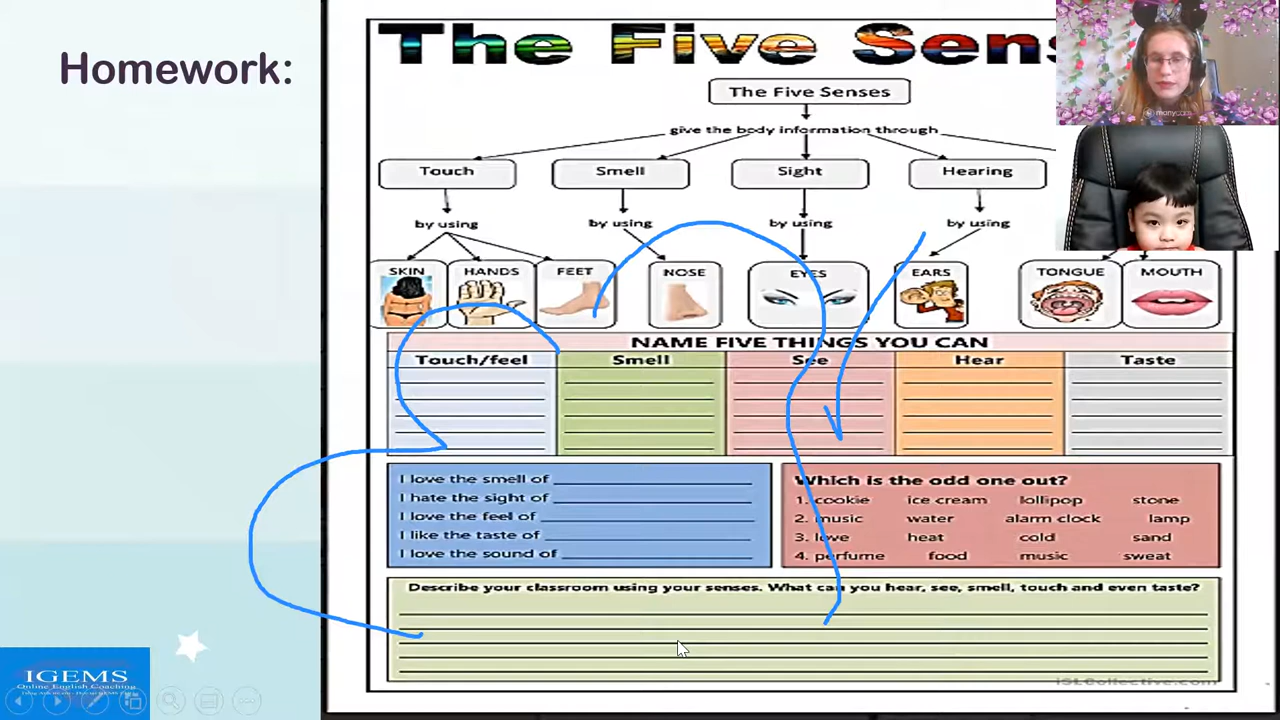 Homework:
The Five Sens
The Five Senses
give the body information through
Touch Smell Sight Hearing
by using by using by using by using
SKIN HANDS FEET NOSE EYES EARS TONGUE MOUTH
NAME FIVE THINGS YOU CAN
Touch/feel Smell See Hear Taste
I love the smell of
I hate the sight of
I love the feel of
I like the taste of
I love the sound of
Which is the odd one out?
1. cookie ice cream lollipop stone
2. music water alarm clock lamp
3. love heat cold sand
4. perfume food music sweat
Describe your classroom using your senses. What can you hear, see, smell, touch and even taste?
iSLCollective.com
IGEMS
Online English Coaching
manycam